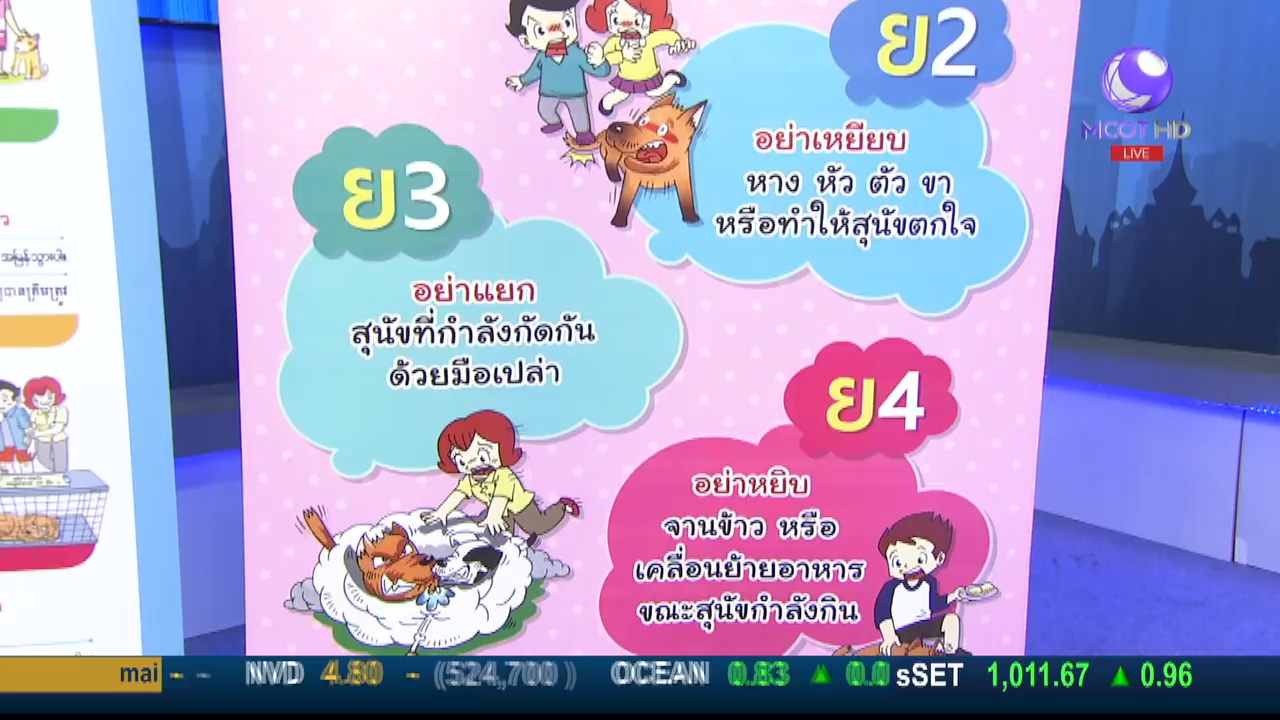 ย2
อย่าเหยียบ
หาง หัว ตัว ขา
หรือทำให้สุนัขตกใจ
ย3
อย่าแยก
สุนัขที่กำลังกัดกัน
ด้วยมือเปล่า
ย4
อย่าหยิบ
จานข้าว หรือ
เคลื่อนย้ายอาหาร
ขณะสุนัขกำลังกิน
MCOT HD
LIVE
mai - - NVD 4.80 - (524,700 ) OCEAN 0.83 ▲ 0.0 sSET 1,011.67 ▲ 0.96